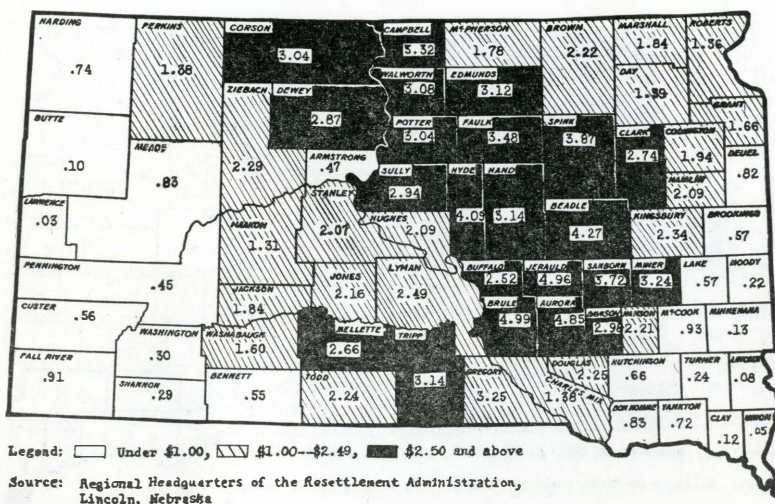 HARDING
.74
PERKINS
1.38
CORSON
3.04
CAMPBELL
3.32
McPHERSON
1.78
BROWN
2.22
MARSHALL
1.84
ROBERTS
1.36
WALWORTH
3.08
EDMUNDS
3.12
DAY
1.39
ZIEBACH
2.29
DEWEY
2.87
GRANT
1.66
BUTTE
.10
MEADE
.83
ARMSTRONG
.47
POTTER
3.04
FAULK
3.48
SPINK
3.87
CLARK
2.74
CODINGTON
1.94
DEUEL
.82
HAMLIN
2.09
SULLY
2.94
HYDE
4.09
HAND
3.14
BEADLE
4.27
KINGSBURY
2.34
BROOKINGS
.57
LAWRENCE
.03
STANLEY
2.07
HUGHES
2.09
HAAKON
1.31
PENNINGTON
.45
JACKSON
1.84
JONES
2.16
LYMAN
2.49
BUFFALO
2.52
JERAULD
4.96
SANBORN
3.72
MINER
3.24
LAKE
.57
MOODY
.22
CUSTER
.56
WASHINGTON
.30
WASHABAUGH
1.60
MELLETTE
2.66
TRIPP
3.14
BRULE
4.99
AURORA
4.85
DAVISON
2.98
HANSON
2.21
McCOOK
.93
MINNEHAHA
.13
FALL RIVER
.91
SHANNON
.29
BENNETT
.55
TODD
2.24
GREGORY
3.25
DOUGLAS
2.25
CHARLES MIX
1.38
HUTCHINSON
.66
TURNER
.24
LINCOLN
.08
BON HOMME
.83
YANKTON
.72
CLAY
.12
UNION
.05
Legend: Under $1.00, $1.00--$2.49, $2.50 and above
Source: Regional Headquarters of the Resettlement Administration,
Lincoln, Nebraska